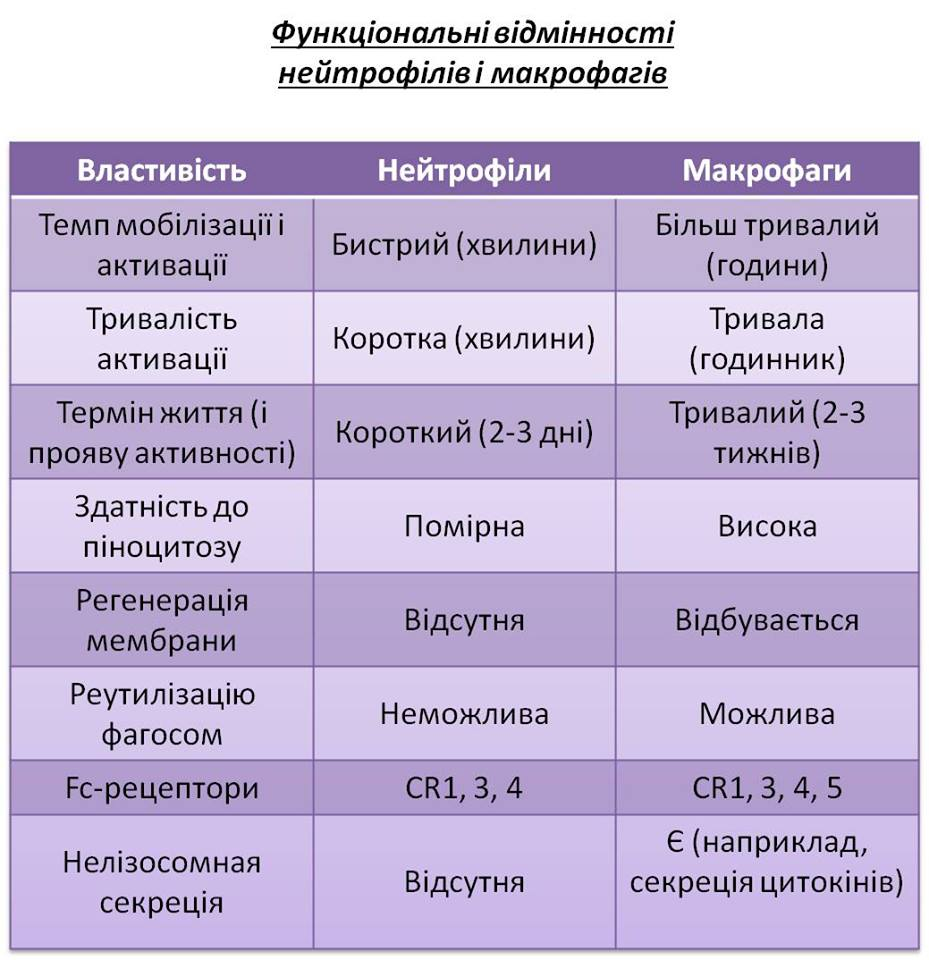 Функціональні відмінності
нейтрофілів і макрофагів
Властивість Нейтрофіли Макрофаги
Темп мобілізації і
активації
Бистрий (хвилини)
Більш тривалий
(години)
Тривалість
активації
Коротка (хвилини)
Тривала
(годинник)
Термін життя (і
прояву активності)
Короткий (2-3 дні)
Тривалий (2-3
тижнів)
Здатність до
піноцитозу
Помірна
Висока
Регенерація
мембрани
Відсутня
Відбувається
Реутилізацію
фагосом
Неможлива
Можлива
Fc-рецептори CR1, 3, 4 CR1, 3, 4, 5
Нелізосомная
секреція
Відсутня
Є (наприклад,
секреція цитокінів)